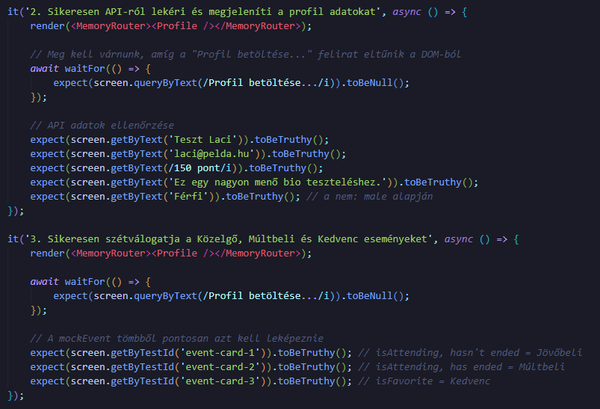 it('2. Sikeresen API-ról lekéri és megjeleníti a profil adatokat', async () => {
    render(<MemoryRouter><Profile /></MemoryRouter>);

    // Meg kell várnunk, amíg a "Profil betöltése..." felirat eltűnik a DOM-ból
    await waitFor(() => {
        expect(screen.queryByText(/Profil betöltése.../i)).toBeNull();
    });

    // API adatok ellenőrzése
    expect(screen.getByText('Teszt Laci')).toBeTruthy();
    expect(screen.getByText('laci@pelda.hu')).toBeTruthy();
    expect(screen.getByText(/150 pont/i)).toBeTruthy();
    expect(screen.getByText('Ez egy nagyon menő bio teszteléshez.')).toBeTruthy();
    expect(screen.getByText('Férfi')).toBeTruthy(); // a nem: male alapján
});

it('3. Sikeresen szétválogatja a Közelgő, Múltbeli és Kedvenc eseményeket', async () => {
    render(<MemoryRouter><Profile /></MemoryRouter>);

    await waitFor(() => {
        expect(screen.queryByText(/Profil betöltése.../i)).toBeNull();
    });

    // A mockEvent tömbből pontosan azt kell leképeznie
    expect(screen.getByTestId('event-card-1')).toBeTruthy(); // isAttending, hasn't ended = Jövőbeli
    expect(screen.getByTestId('event-card-2')).toBeTruthy(); // isAttending, has ended = Múltbeli
    expect(screen.getByTestId('event-card-3')).toBeTruthy(); // isFavorite = Kedvenc
});